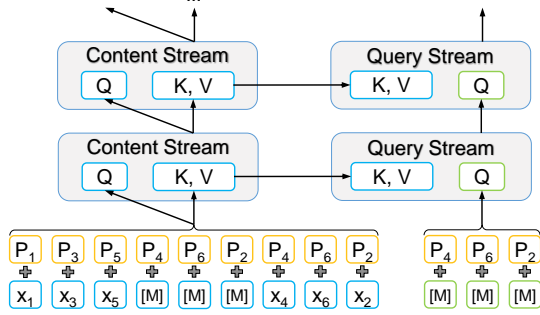 Content Stream Query Stream
Q K, V K, V Q
Content Stream Query Stream
Q K, V K, V Q
P1 P3 P5 P4 P6 P2 P4 P6 P2 P4 P6 P2
+ + + + + + + + + + + +
x1 x3 x5 [M] [M] [M] x4 x6 x2 [M] [M] [M]